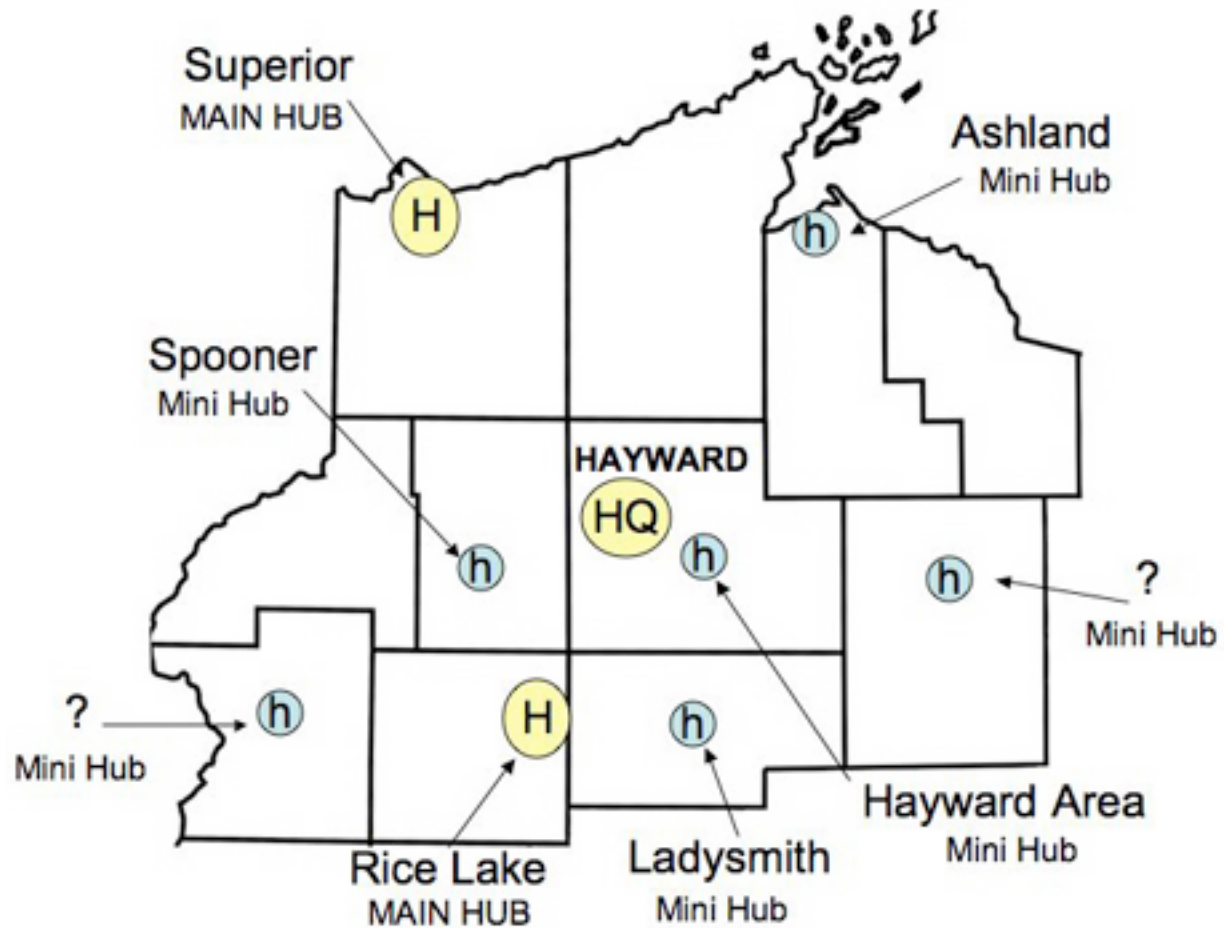 Superior
MAIN HUB
H
Ashland
Mini Hub
h
Spooner
Mini Hub
h
HAYWARD
HQ
h
h
?
Mini Hub
?
Mini Hub
h
H
h
Hayward Area
Mini Hub
Rice Lake
MAIN HUB
Ladysmith
Mini Hub